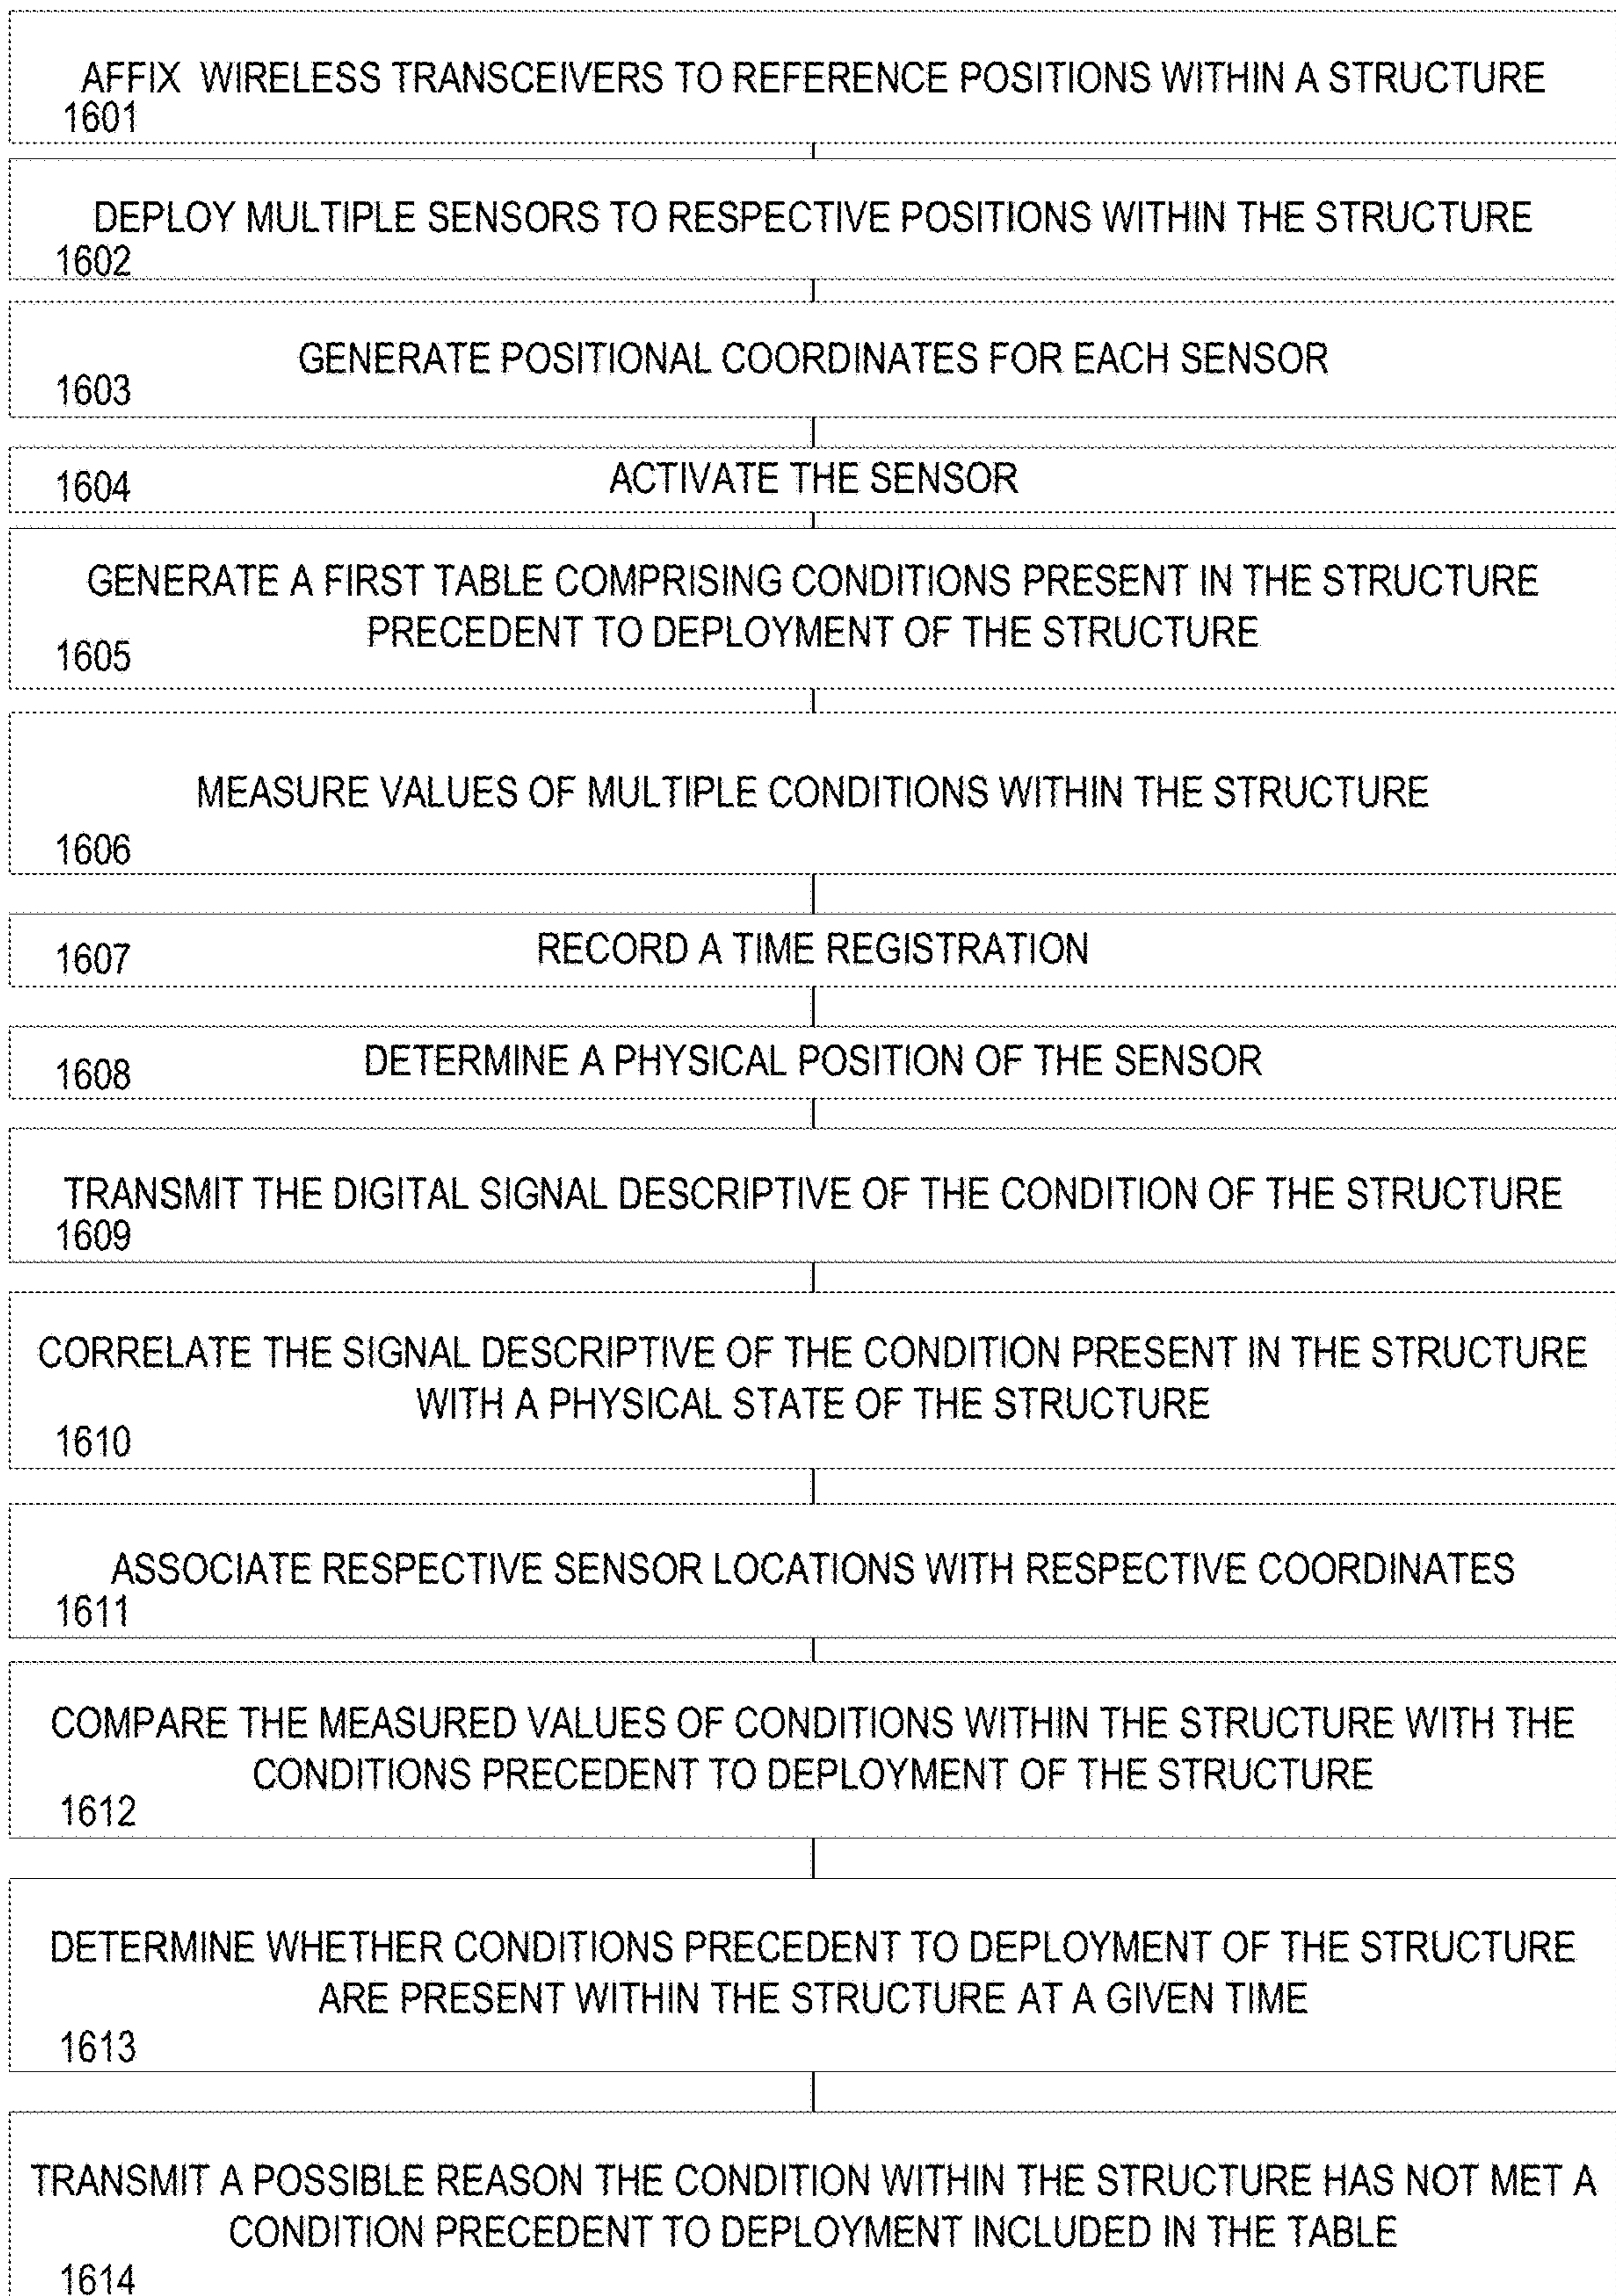 AFFIX WIRELESS TRANSCEIVERS TO REFERENCE POSITIONS WITHIN A STRUCTURE
1601
DEPLOY MULTIPLE SENSORS TO RESPECTIVE POSITIONS WITHIN THE STRUCTURE
1602
GENERATE POSITIONAL COORDINATES FOR EACH SENSOR
1603
ACTIVATE THE SENSOR
1604
GENERATE A FIRST TABLE COMPRISING CONDITIONS PRESENT IN THE STRUCTURE
PRECEDENT TO DEPLOYMENT OF THE STRUCTURE
1605
MEASURE VALUES OF MULTIPLE CONDITIONS WITHIN THE STRUCTURE
1606
RECORD A TIME REGISTRATION
1607
DETERMINE A PHYSICAL POSITION OF THE SENSOR
1608
TRANSMIT THE DIGITAL SIGNAL DESCRIPTIVE OF THE CONDITION OF THE STRUCTURE
1609
CORRELATE THE SIGNAL DESCRIPTIVE OF THE CONDITION PRESENT IN THE STRUCTURE
WITH A PHYSICAL STATE OF THE STRUCTURE
1610
ASSOCIATE RESPECTIVE SENSOR LOCATIONS WITH RESPECTIVE COORDINATES
1611
COMPARE THE MEASURED VALUES OF CONDITIONS WITHIN THE STRUCTURE WITH THE
CONDITIONS PRECEDENT TO DEPLOYMENT OF THE STRUCTURE
1612
DETERMINE WHETHER CONDITIONS PRECEDENT TO DEPLOYMENT OF THE STRUCTURE
ARE PRESENT WITHIN THE STRUCTURE AT A GIVEN TIME
1613
TRANSMIT A POSSIBLE REASON THE CONDITION WITHIN THE STRUCTURE HAS NOT MET A
CONDITION PRECEDENT TO DEPLOYMENT INCLUDED IN THE TABLE
1614